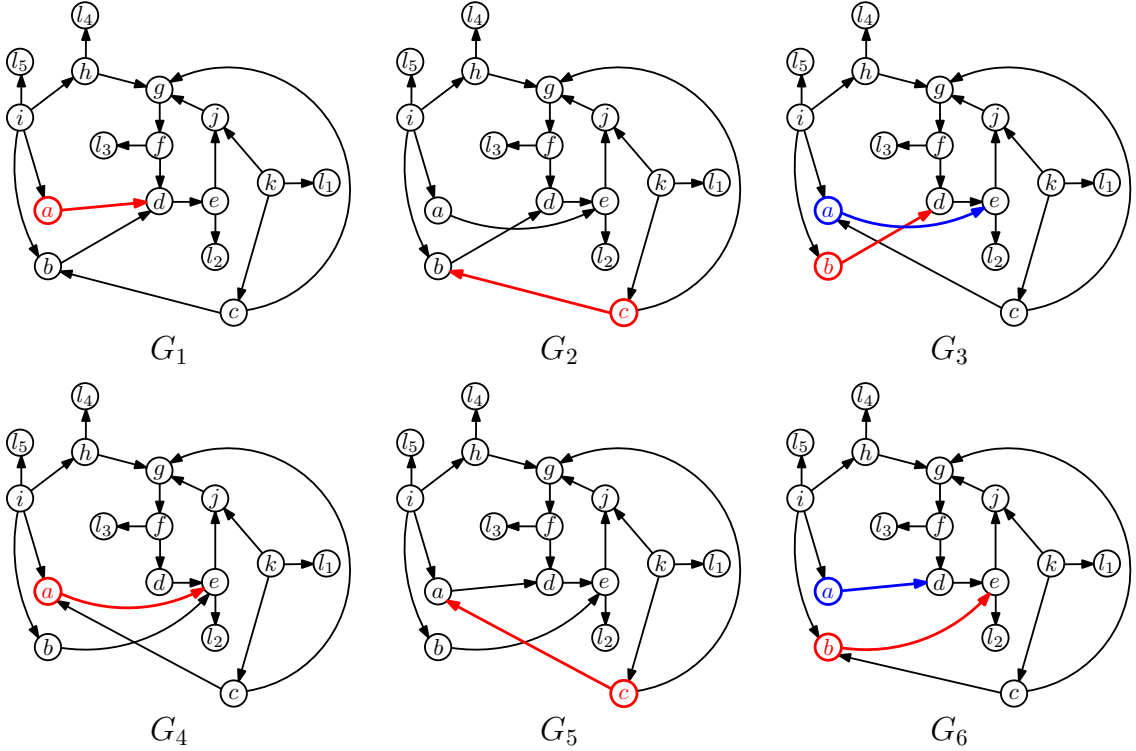 l4 l4 l4
l5 h l5 h l5 h
i g j i g j i g j
l3 f l3 f l3 f
k l1 k l1 k l1
a d e a d e a d e
b l2 b l2 b l2
c c c
G1 G2 G3
l4 l4 l4
l5 h l5 h l5 h
i g j i g j i g j
l3 f l3 f l3 f
k l1 k l1 k l1
a d e a d e a d e
b l2 b l2 b l2
c c c
G4 G5 G6